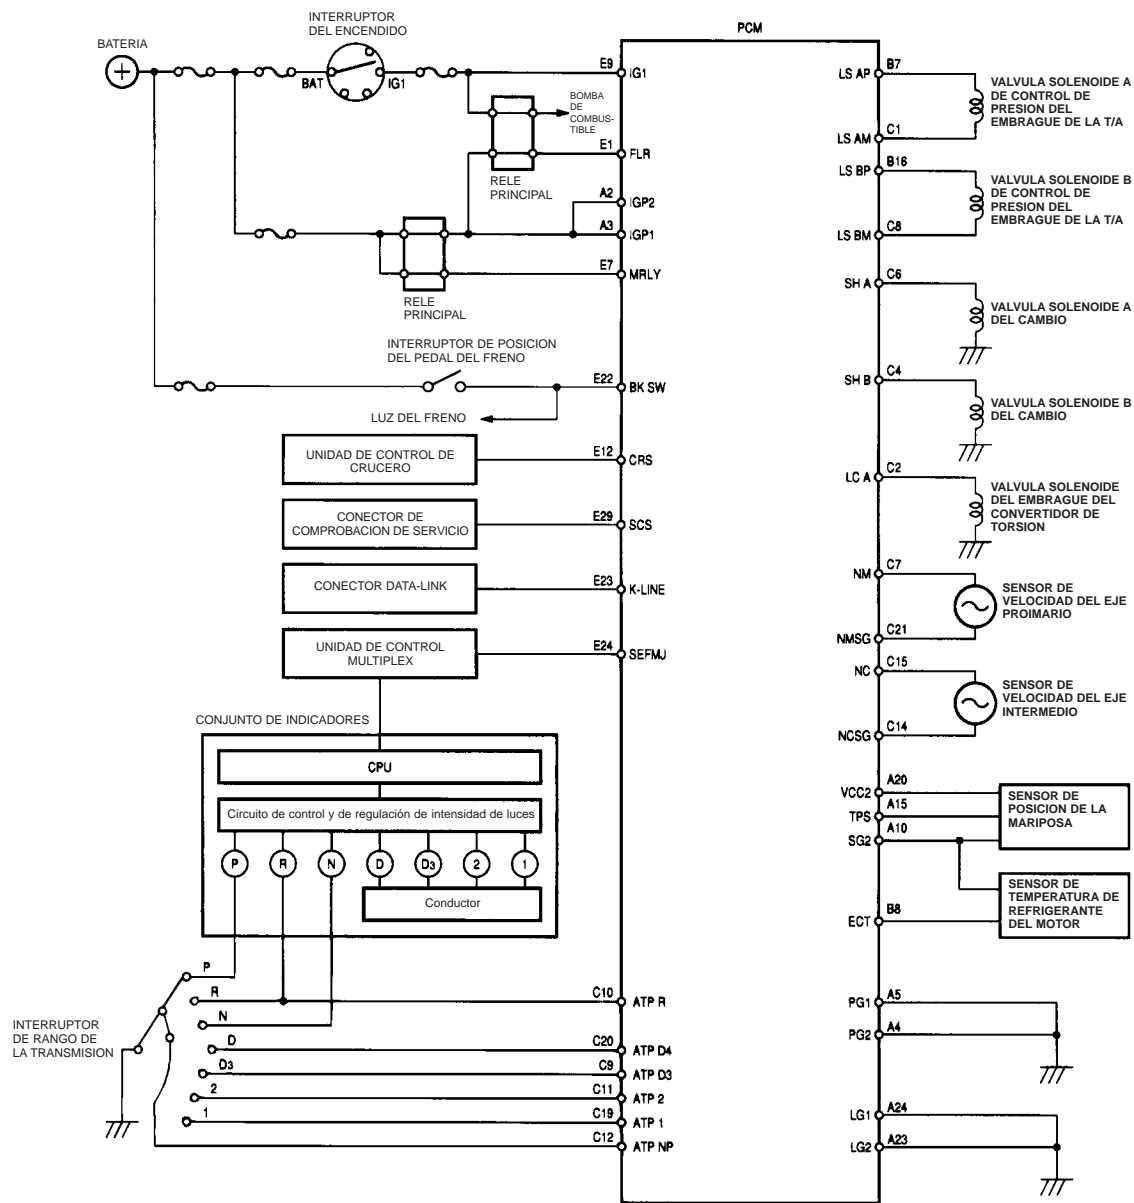 BATERIA
INTERRUPTOR
DEL ENCENDIDO
BAT
IG1
BOMBA
DE
COMBUS-
TIBLE
RELE
PRINCIPAL
RELE
PRINCIPAL
INTERRUPTOR DE POSICION
DEL PEDAL DEL FRENO
LUZ DEL FRENO
UNIDAD DE CONTROL DE
CRUCERO
CONECTOR DE
COMPROBACION DE SERVICIO
CONECTOR DATA-LINK
UNIDAD DE CONTROL
MULTIPLEX
CONJUNTO DE INDICADORES
CPU
Circuito de control y de regulación de intensidad de luces
P R N D D3 2 1
Conductor
INTERRUPTOR
DE RANGO DE
LA TRANSMISION
P
R
N
D
D3
2
1
PCM
E9 IG1
E1 FLR
A2 IGP2
A3 IGP1
E7 MRLY
E22 BK SW
E12 CRS
E29 SCS
E23 K-LINE
E24 SEFMJ
C10 ATP R
C20 ATP D4
C9 ATP D3
C11 ATP 2
C19 ATP 1
C12 ATP NP
LS AP B7
LS AM C1
VALVULA SOLENOIDE A
DE CONTROL DE
PRESION DEL
EMBRAGUE DE LA T/A
LS BP B16
LS BM C8
VALVULA SOLENOIDE B
DE CONTROL DE
PRESION DEL
EMBRAGUE DE LA T/A
SH A C6
VALVULA SOLENOIDE A
DEL CAMBIO
SH B C4
VALVULA SOLENOIDE B
DEL CAMBIO
LC A C2
VALVULA SOLENOIDE
DEL EMBRAGUE DEL
CONVERTIDOR DE
TORSION
NM C7
NMSG C21
SENSOR DE
VELOCIDAD DEL EJE
PROIMARIO
NC C15
NCSG C14
SENSOR DE
VELOCIDAD DEL EJE
INTERMEDIO
VCC2 A20
TPS A15
SG2 A10
SENSOR DE
POSICION DE LA
MARIPOSA
ECT B8
SENSOR DE
TEMPERATURA DE
REFRIGERANTE
DEL MOTOR
PG1 A5
PG2 A4
LG1 A24
LG2 A23